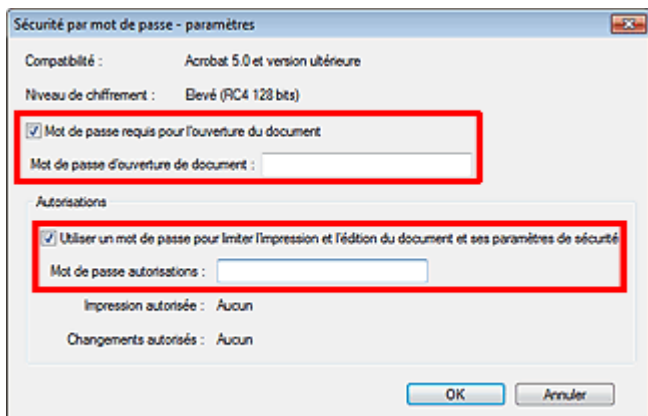 Sécurité par mot de passe - paramètres
Compatibilité : Acrobat 5.0 et version ultérieure
Niveau de chiffrement : Elevé (RC4 128 bits)
Mot de passe requis pour l'ouverture du document
Mot de passe d'ouverture de document :
Autorisations
Utiliser un mot de passe pour limiter l'impression et l'édition du document et ses paramètres de sécurité
Mot de passe autorisations :
Impression autorisée : Aucun
Changements autorisés : Aucun
OK Annuler